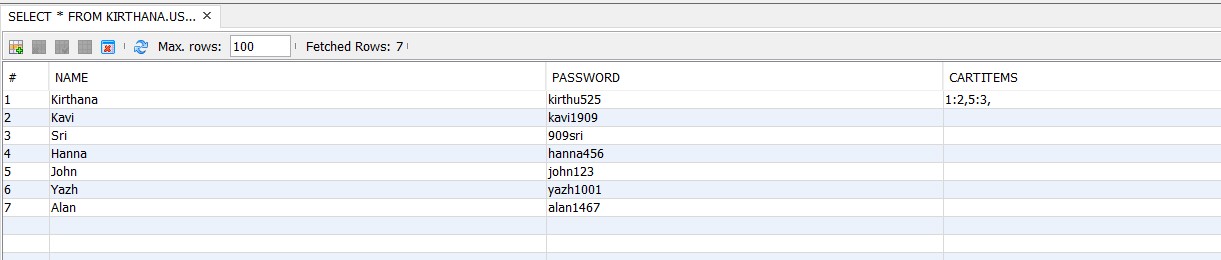 SELECT * FROM KIRTHANA.US... ×
Max. rows: 100 Fetched Rows: 7
# NAME PASSWORD CARTITEMS
1 Kirthana kirthu525 1:2,5:3,
2 Kavi kavi1909
3 Sri 909sri
4 Hanna hanna456
5 John john123
6 Yazh yazh1001
7 Alan alan1467